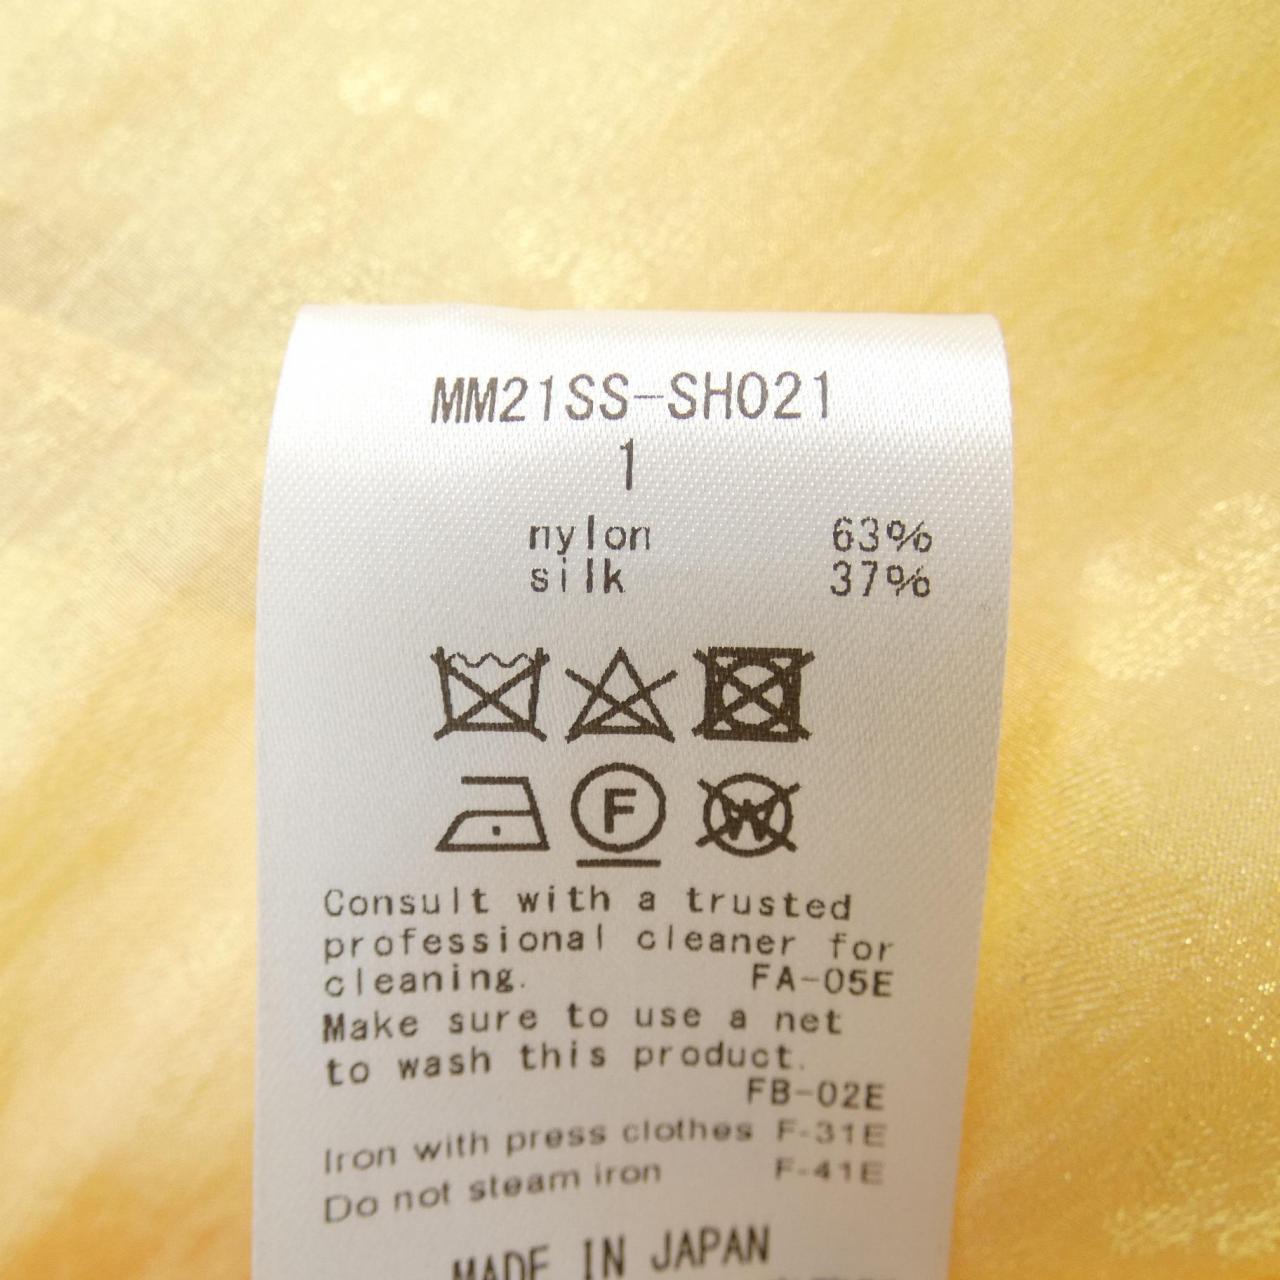 MM21SS-SH021
1
nylon 63%
silk 37%
F
W
Consult with a trusted
professional cleaner for
cleaning. FA-05E
Make sure to use a net
to wash this product.
FB-02E
Iron with press clothes F-31E
Do not steam iron F-41E
MADE IN JAPAN